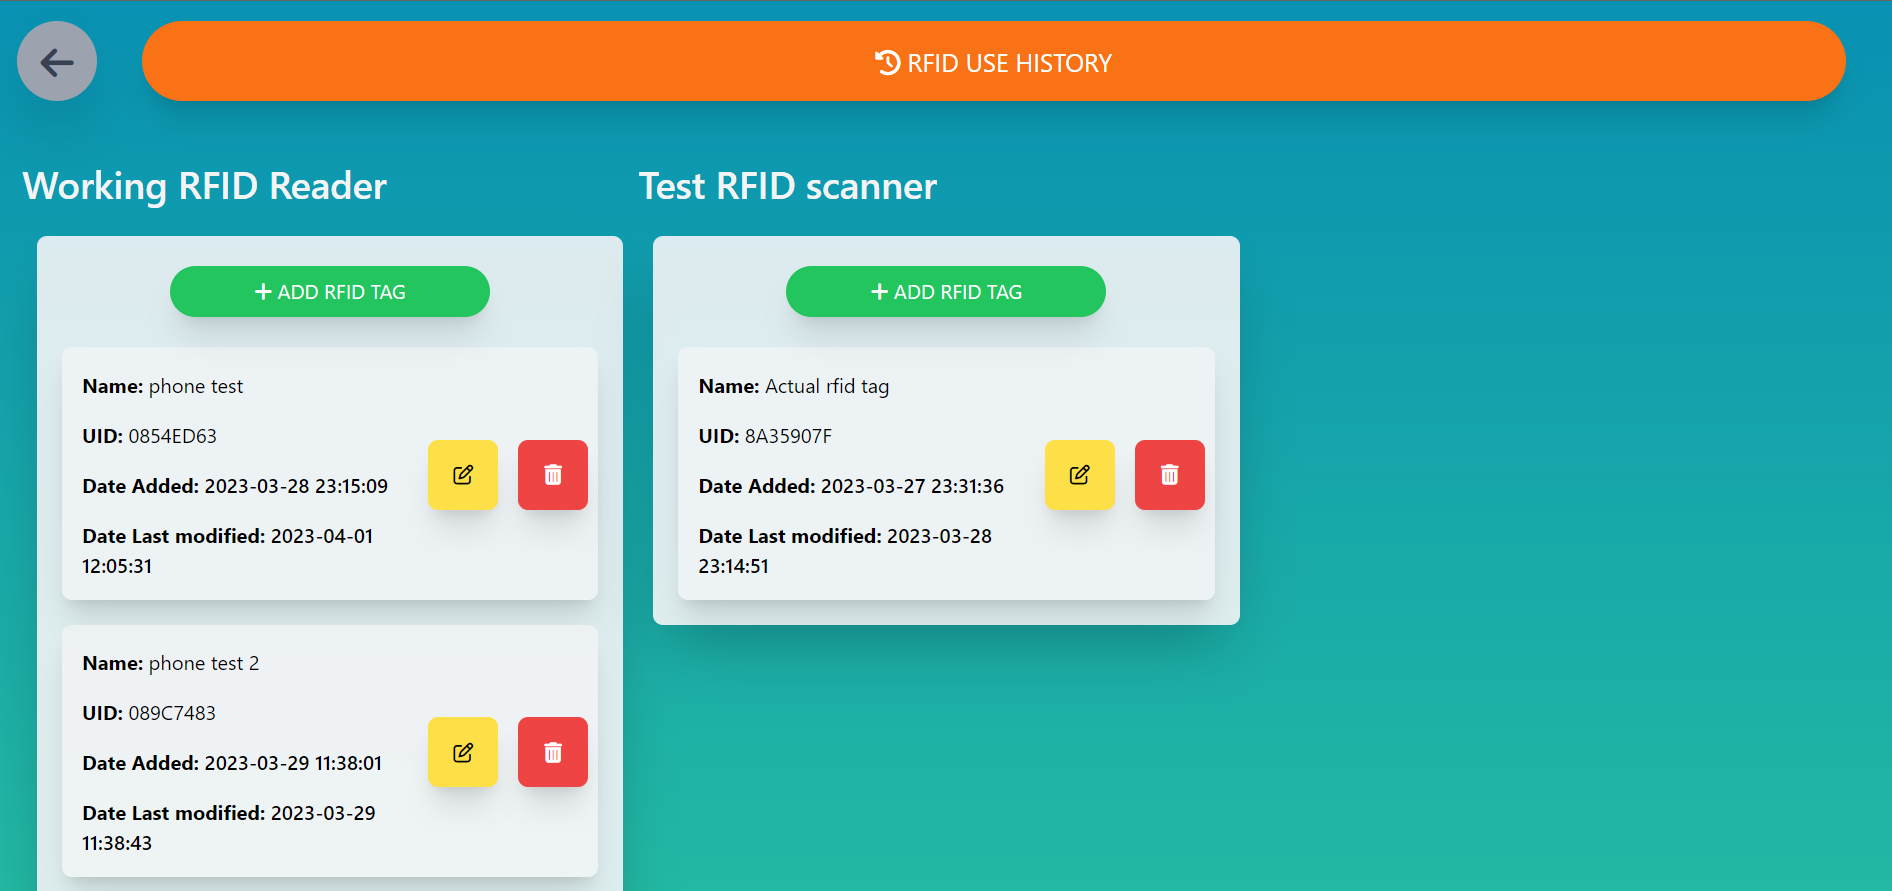 RFID USE HISTORY
Working RFID Reader
+ ADD RFID TAG
Name: phone test
UID: 0854ED63
Date Added: 2023-03-28 23:15:09
Date Last modified: 2023-04-01
12:05:31
Name: phone test 2
UID: 089C7483
Date Added: 2023-03-29 11:38:01
Date Last modified: 2023-03-29
11:38:43
Test RFID scanner
+ ADD RFID TAG
Name: Actual rfid tag
UID: 8A35907F
Date Added: 2023-03-27 23:31:36
Date Last modified: 2023-03-28
23:14:51